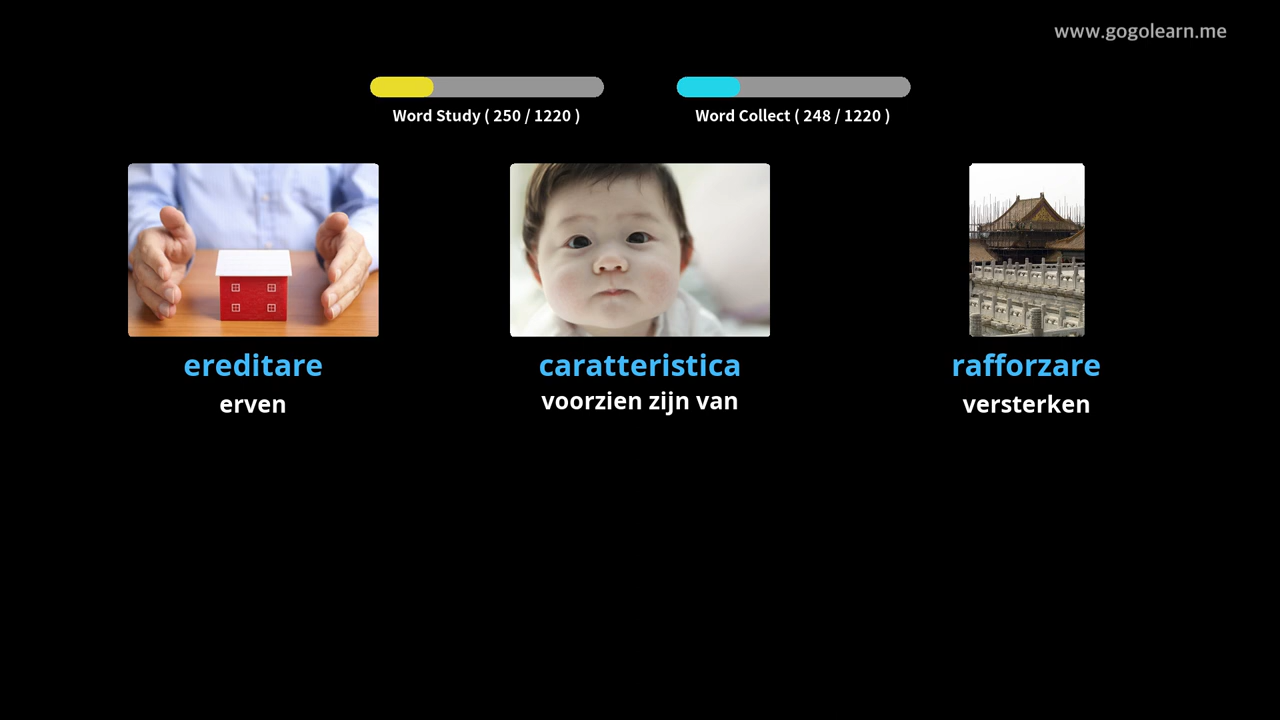 www.gogolearn.me
Word Study ( 250 / 1220 )
Word Collect ( 248 / 1220 )
ereditare
erven
caratteristica
voorzien zijn van
rafforzare
versterken